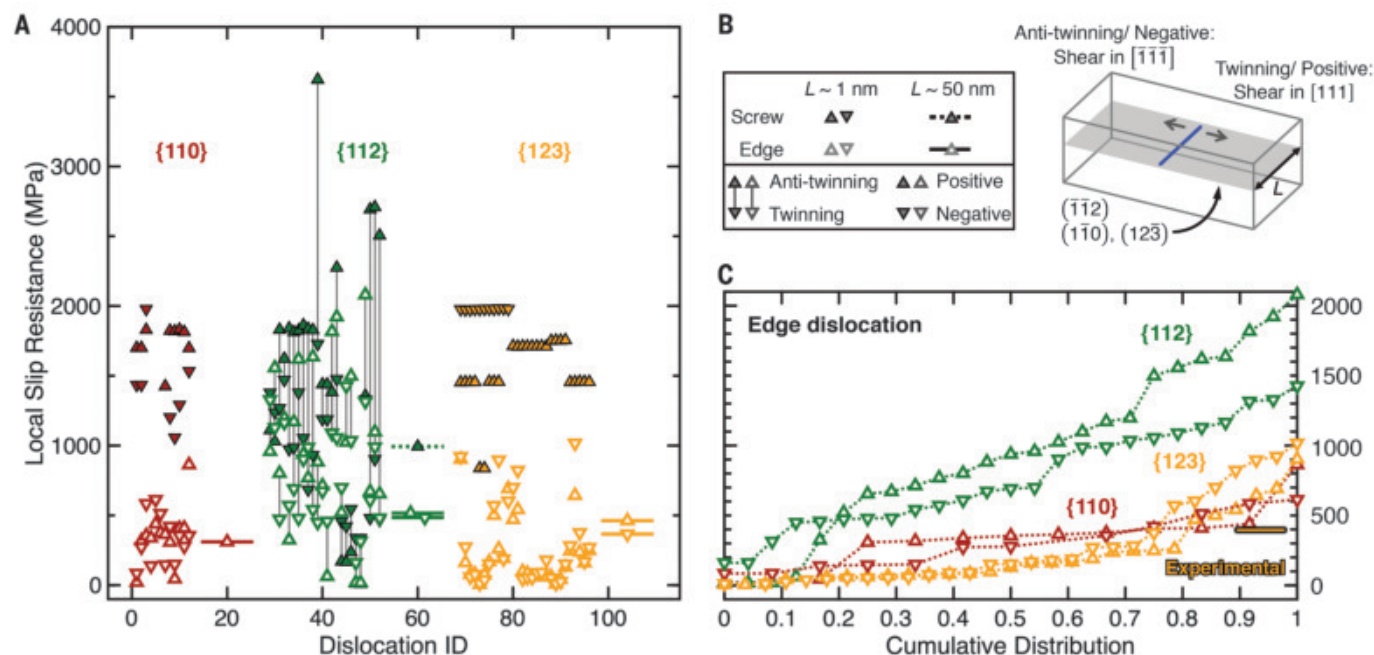 A
Local Slip Resistance (MPa)
4000
3000
2000
1000
0
{110}
{112}
{123}
0
20
40
60
80
100
Dislocation ID
B
Anti-twinning/ Negative:
Shear in [1̅1̅1̅]
Twinning/ Positive:
Shear in [111]
L ~ 1 nm
L ~ 50 nm
Screw
Edge
Anti-twinning
Positive
Twinning
Negative
L
(1̅1̅2)
(11̅0), (123̅)
C
Edge dislocation
{112}
{123}
{110}
Experimental
2000
1500
1000
500
0
0
0.1
0.2
0.3
0.4
0.5
0.6
0.7
0.8
0.9
1
Cumulative Distribution